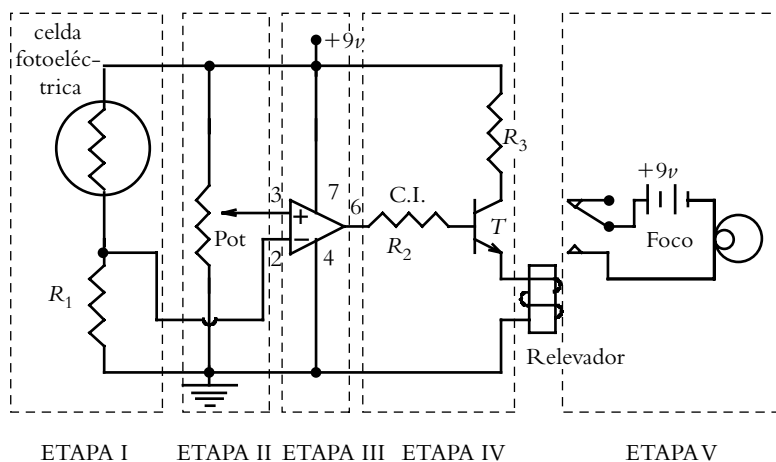 celda
fotoeléc-
trica
+9v
R3
+9v
3
7
C.I.
6
T
Pot
R2
Foco
2
4
R1
Relevador
ETAPA I
ETAPA II
ETAPA III
ETAPA IV
ETAPA V